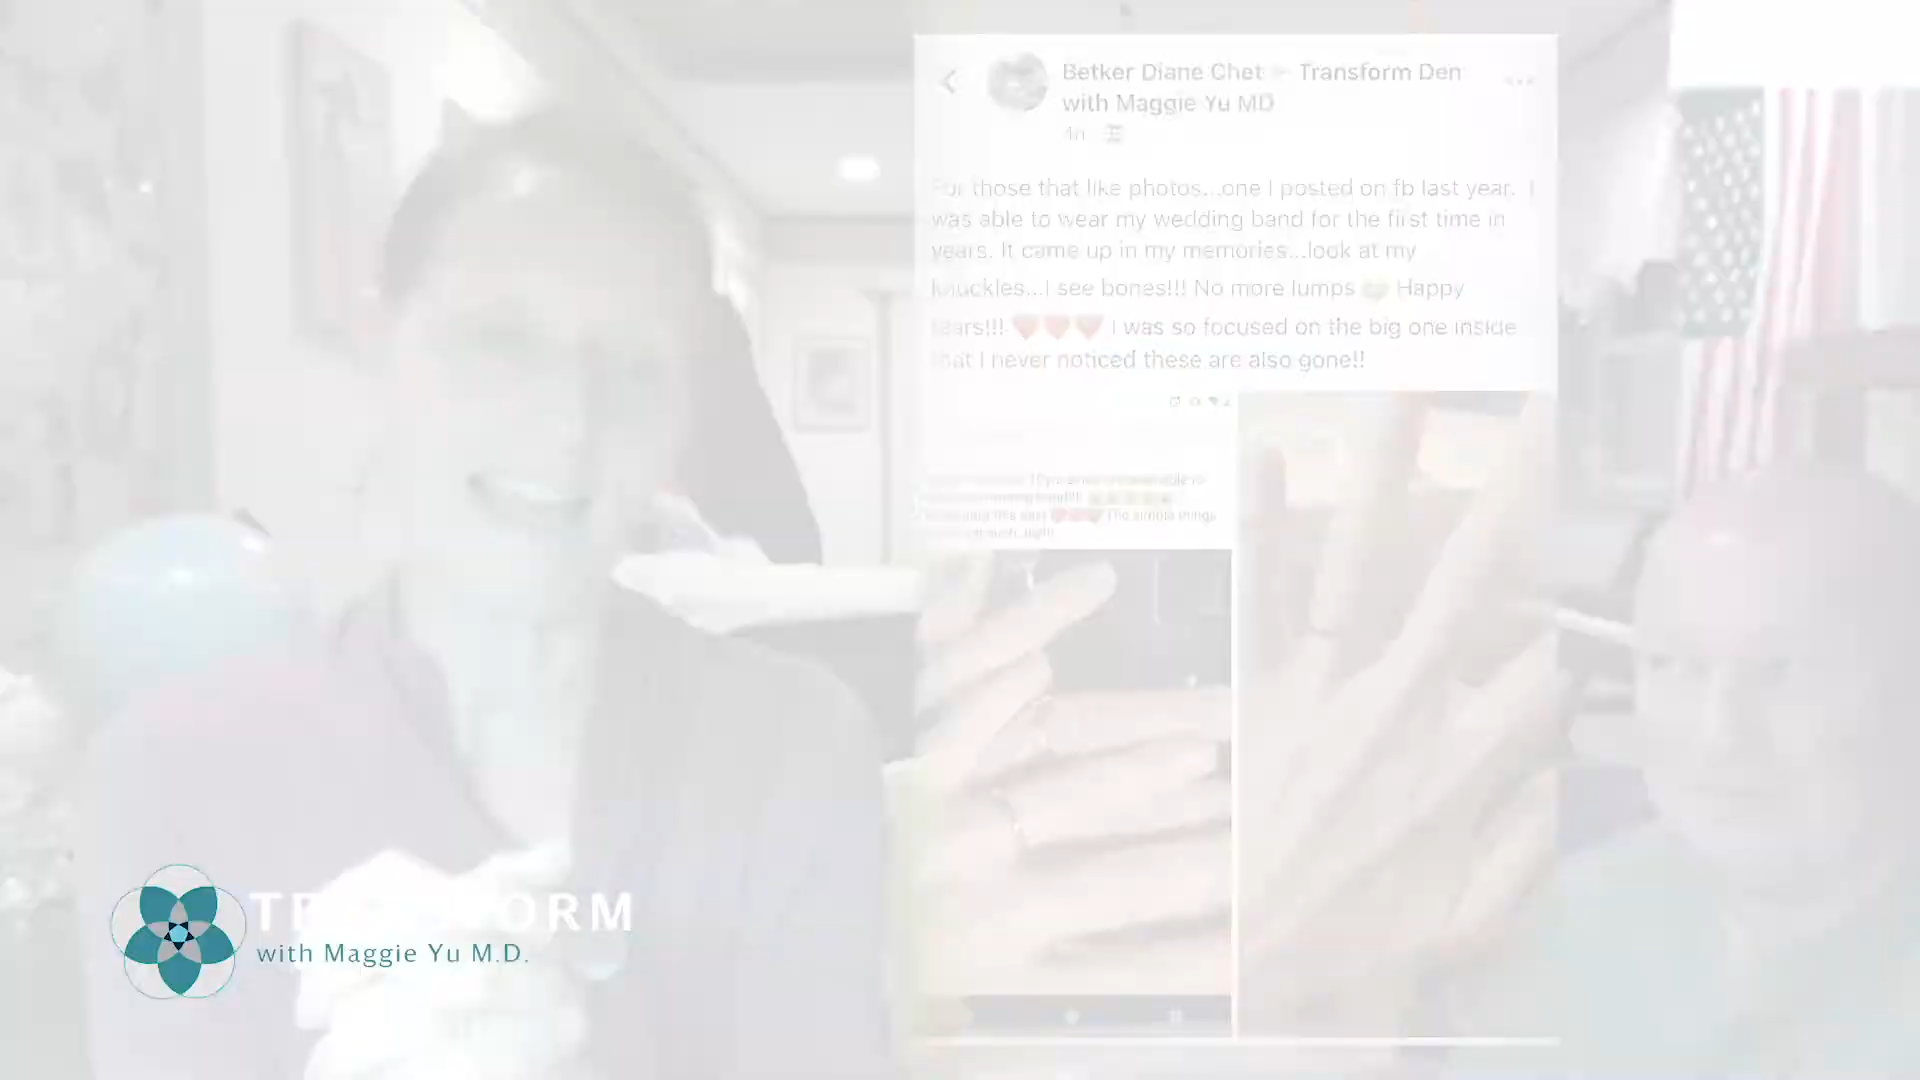 Betker Diane Chet Transform Den
with Maggie Yu MD
For those that like photos...one I posted on fb last year. I
was able to wear my wedding band for the first time in
years. It came up in my memories...look at my
knuckles...I see bones!!! No more lumps Happy
tears!!! I was so focused on the big one inside
that I never noticed these are also gone!!
The simple things
TRANSFORM
with Maggie Yu M.D.